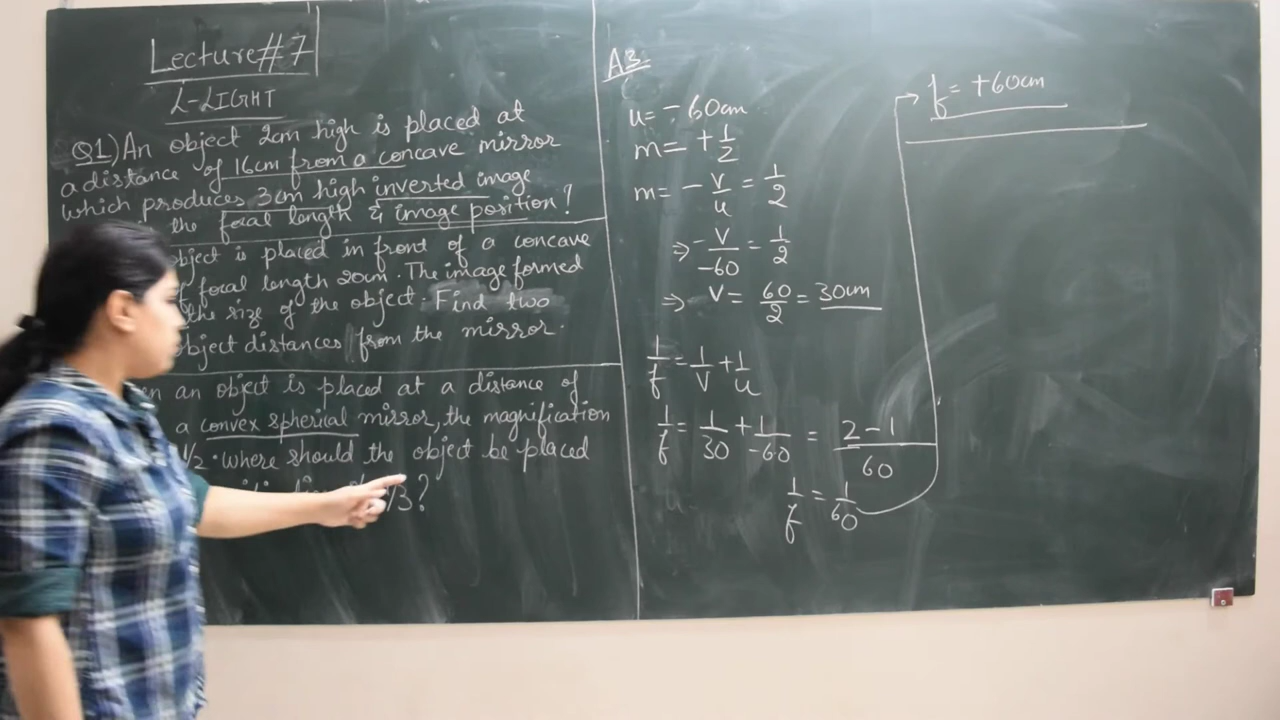 Lecture #7
L-LIGHT
Q1) An object 2cm high is placed at
a distance of 16cm from a concave mirror
which produces 3cm high inverted image
the focal length & image position?
object is placed in front of a concave
focal length 20cm. The image formed
the size of the object. Find two
object distances from the mirror.
an object is placed at a distance of
a convex spherial mirror, the magnification
1/2. where should the object be placed
1/3?
A3.
u = -60cm
m = + 1/2
m = - v/u = 1/2
⇒ - v/-60 = 1/2
⇒ v = 60/2 = 30cm
1/f = 1/v + 1/u
1/f = 1/30 + 1/-60 = 2-1/60
1/f = 1/60
→ f = +60cm